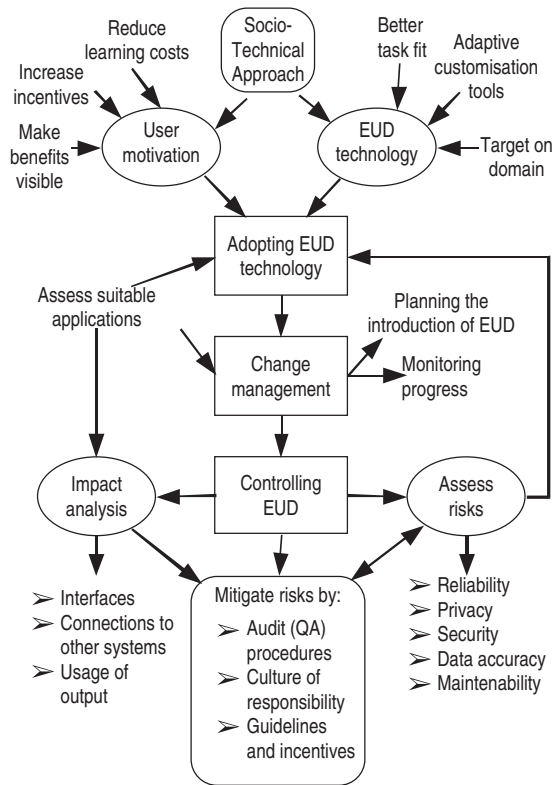 Reduce
learning costs
Socio-
Technical
Approach
Better
task fit
Adaptive
customisation
tools
Increase
incentives
Make
benefits
visible
User
motivation
EUD
technology
Target on
domain
Adopting EUD
technology
Assess suitable
applications
Planning the
introduction of EUD
Change
management
Monitoring
progress
Impact
analysis
Controlling
EUD
Assess
risks
➢ Interfaces
➢ Connections to
other systems
➢ Usage of
output
Mitigate risks by:
➢ Audit (QA)
procedures
➢ Culture of
responsibility
➢ Guidelines
and incentives
➢ Reliability
➢ Privacy
➢ Security
➢ Data accuracy
➢ Maintenability